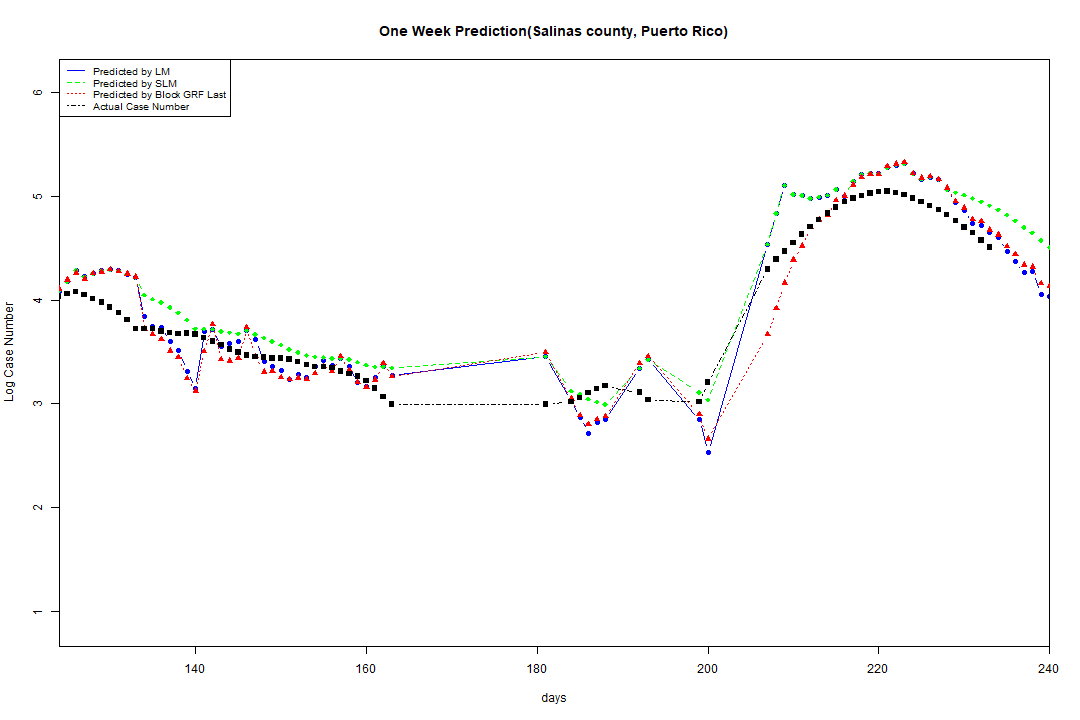 One Week Prediction(Salinas county, Puerto Rico)
Predicted by LM
Predicted by SLM
Predicted by Block GRF Last
Actual Case Number
6
5
4
3
2
1
Log Case Number
140 160 180 200 220 240
days